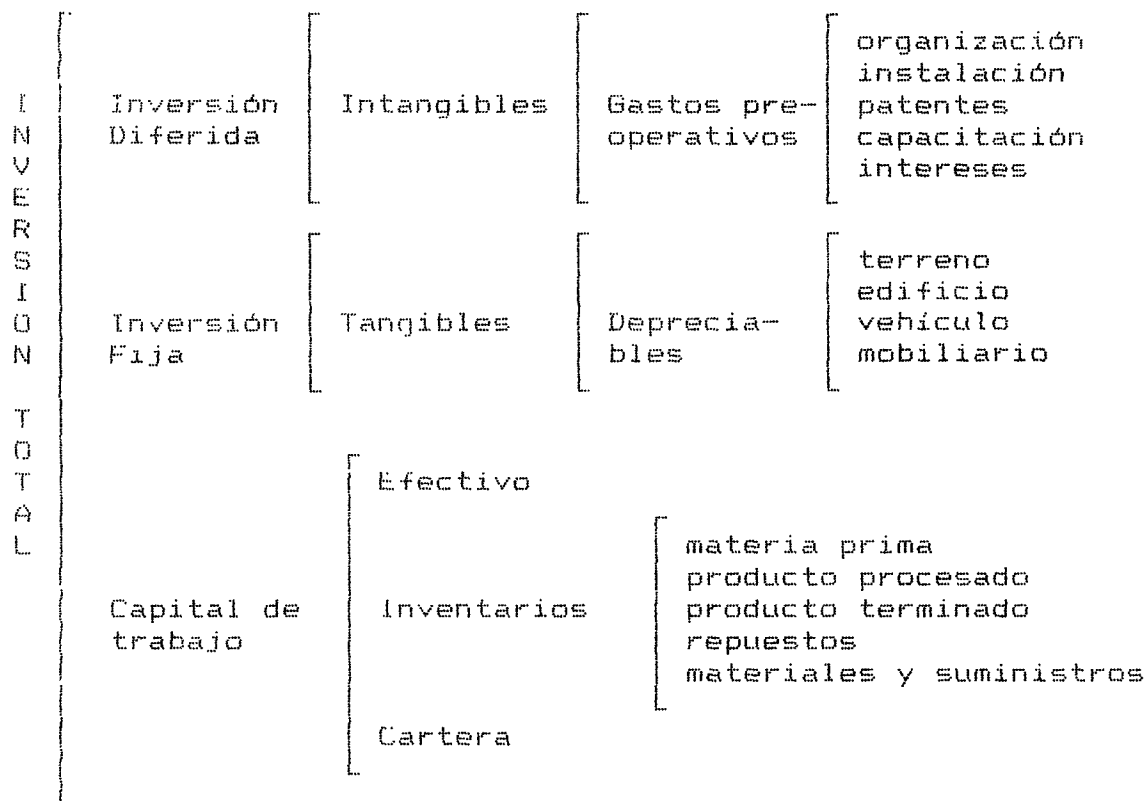 INVERSION TOTAL
Inversión
Diferida
Intangibles
Gastos pre-
operativos
organización
instalación
patentes
capacitación
intereses
Inversión
Fija
Tangibles
Deprecia-
bles
terreno
edificio
vehículo
mobiliario
Capital de
trabajo
Efectivo
Inventarios
materia prima
producto procesado
producto terminado
repuestos
materiales y suministros
Cartera